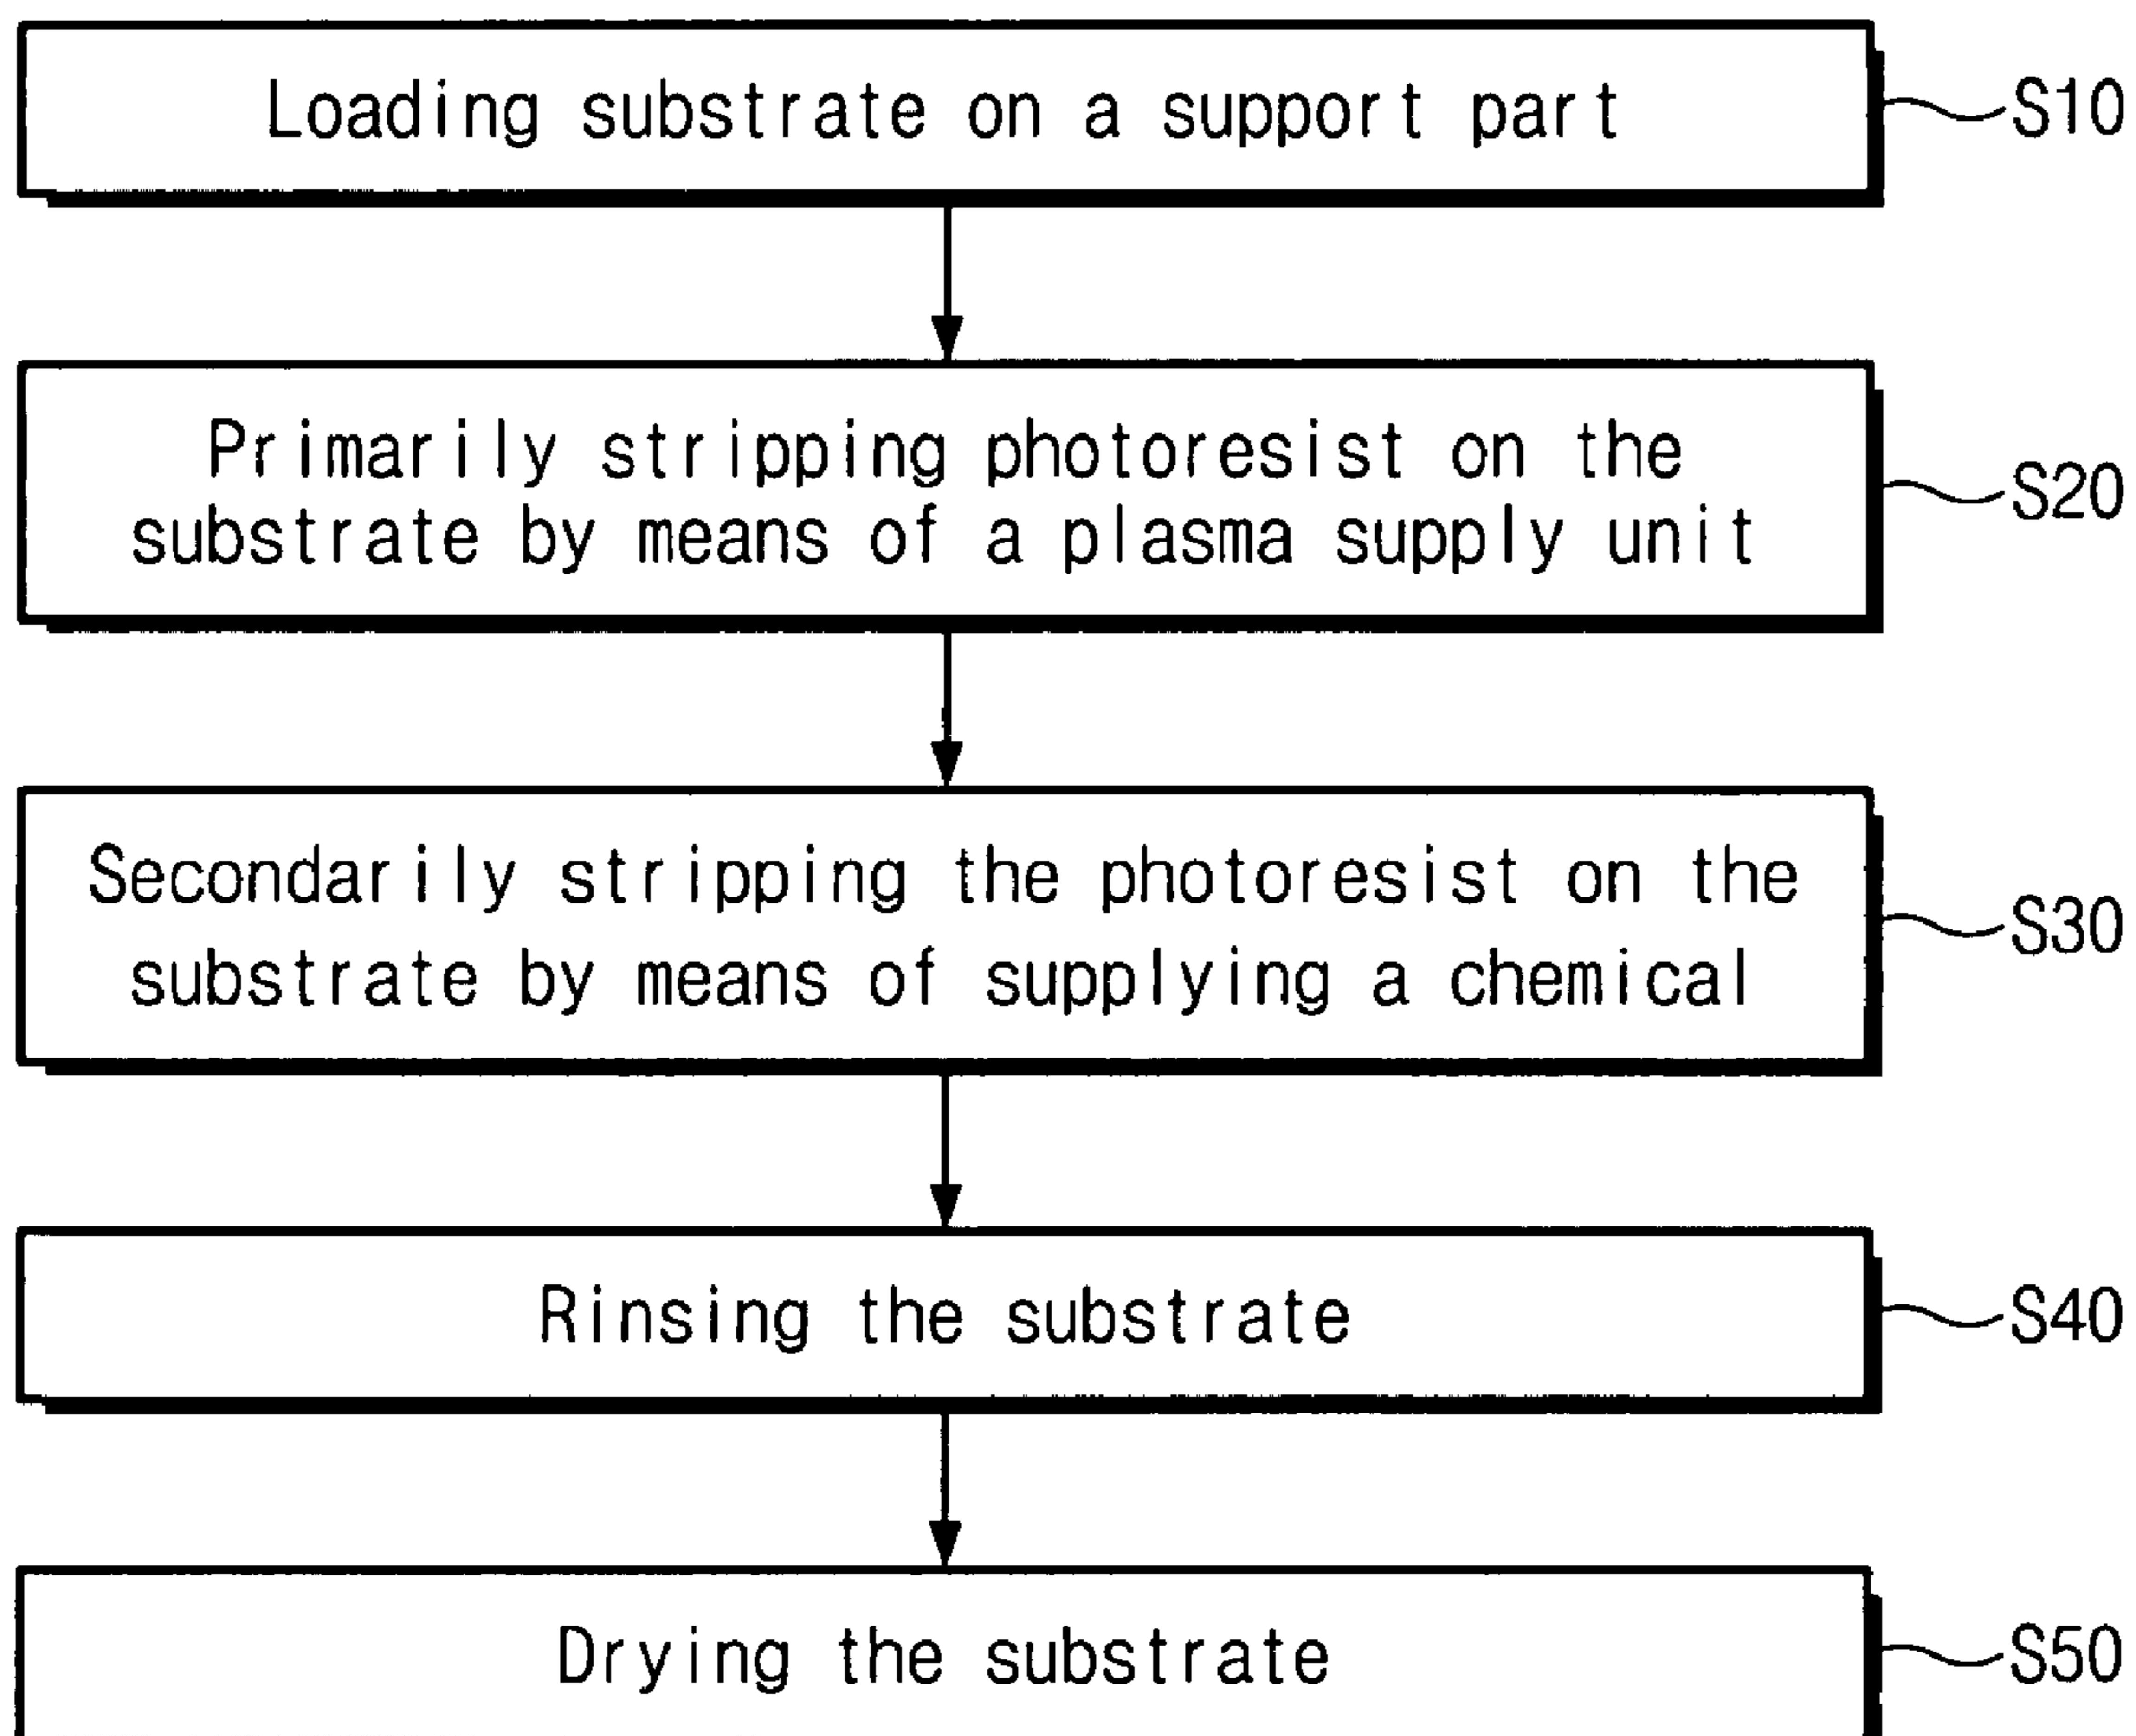 Loading substrate on a support part
S10
Primarily stripping photoresist on the
substrate by means of a plasma supply unit
S20
Secondarily stripping the photoresist on the
substrate by means of supplying a chemical
S30
Rinsing the substrate
S40
Drying the substrate
S50